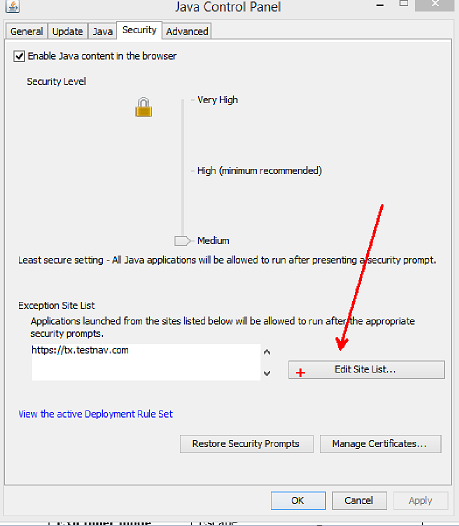 Java Control Panel
General Update Java Security Advanced
Enable Java content in the browser
Security Level
Very High
High (minimum recommended)
Medium
Least secure setting - All Java applications will be allowed to run after presenting a security prompt.
Exception Site List
Applications launched from the sites listed below will be allowed to run after the appropriate
security prompts.
https://tx.testnav.com
Edit Site List...
View the active Deployment Rule Set
Restore Security Prompts Manage Certificates...
OK Cancel Apply